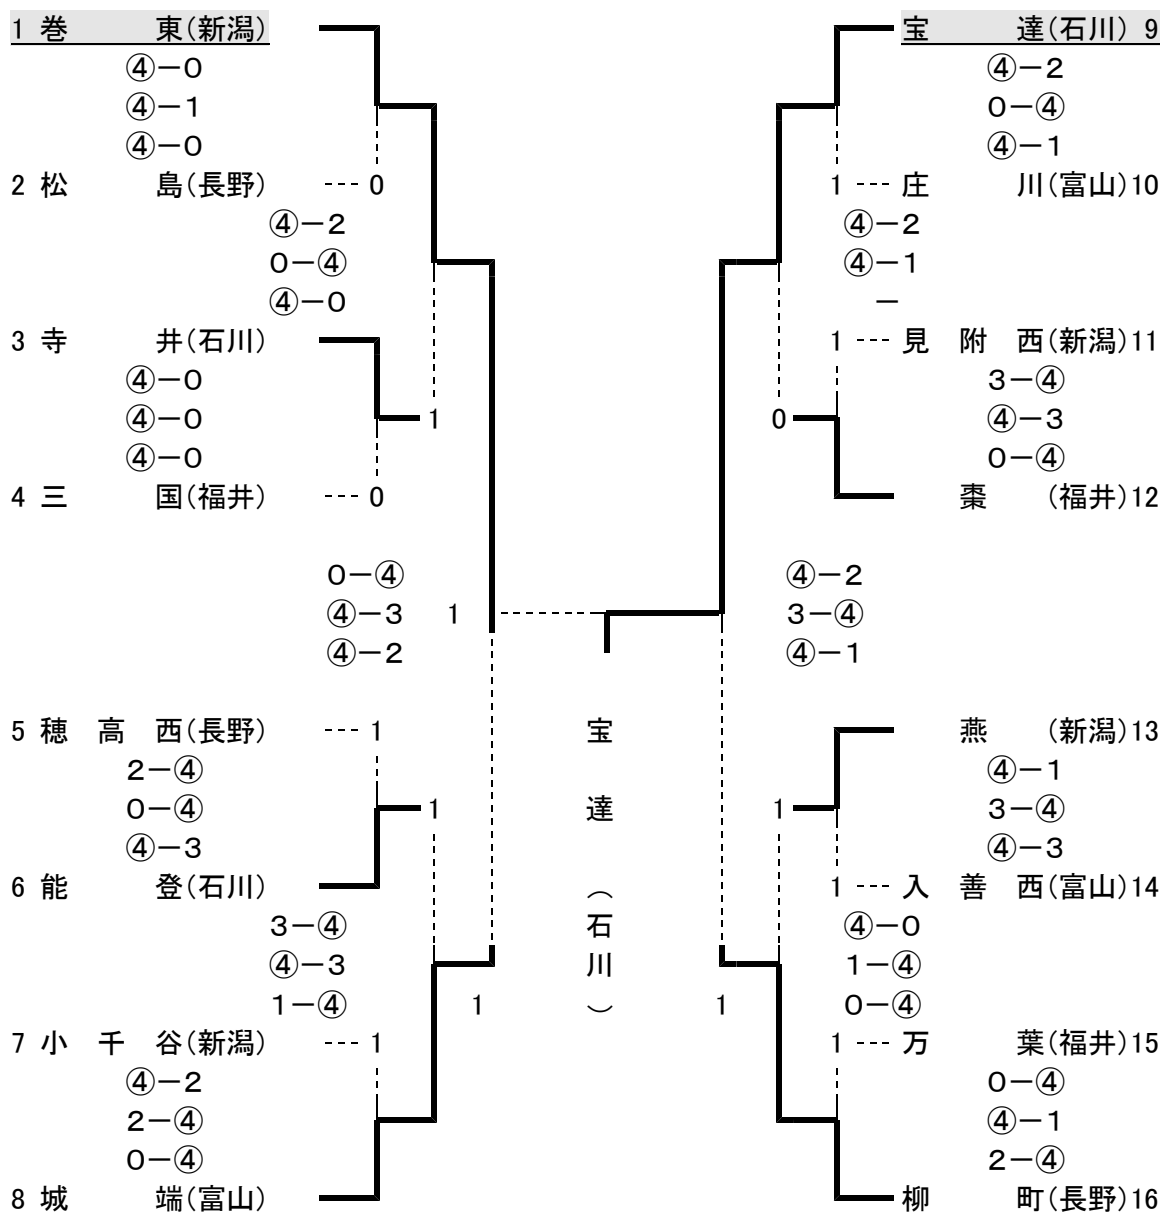 1 巻 東(新潟) 宝 達(石川) 9
④－0 ④－2
④－1 0－④
④－0 ④－1
2 松 島(長野) 0 1 庄 川(富山)10
④－2 ④－2
0－④ ④－1
④－0 －
3 寺 井(石川) 1 見 附 西(新潟)11
④－0 3－④
④－0 1 0 ④－3
④－0 0－④
4 三 国(福井) 0 棗 (福井)12
0－④ ④－2
④－3 1 3－④
④－2 ④－1
5 穂 高 西(長野) 1 宝 燕 (新潟)13
2－④ ④－1
0－④ 1 達 1 3－④
④－3 ④－3
6 能 登(石川) （ 1 入 善 西(富山)14
3－④ 石 ④－0
④－3 川 1－④
1－④ 1 ） 1 0－④
7 小 千 谷(新潟) 1 1 万 葉(福井)15
④－2 0－④
2－④ ④－1
0－④ 2－④
8 城 端(富山) 柳 町(長野)16